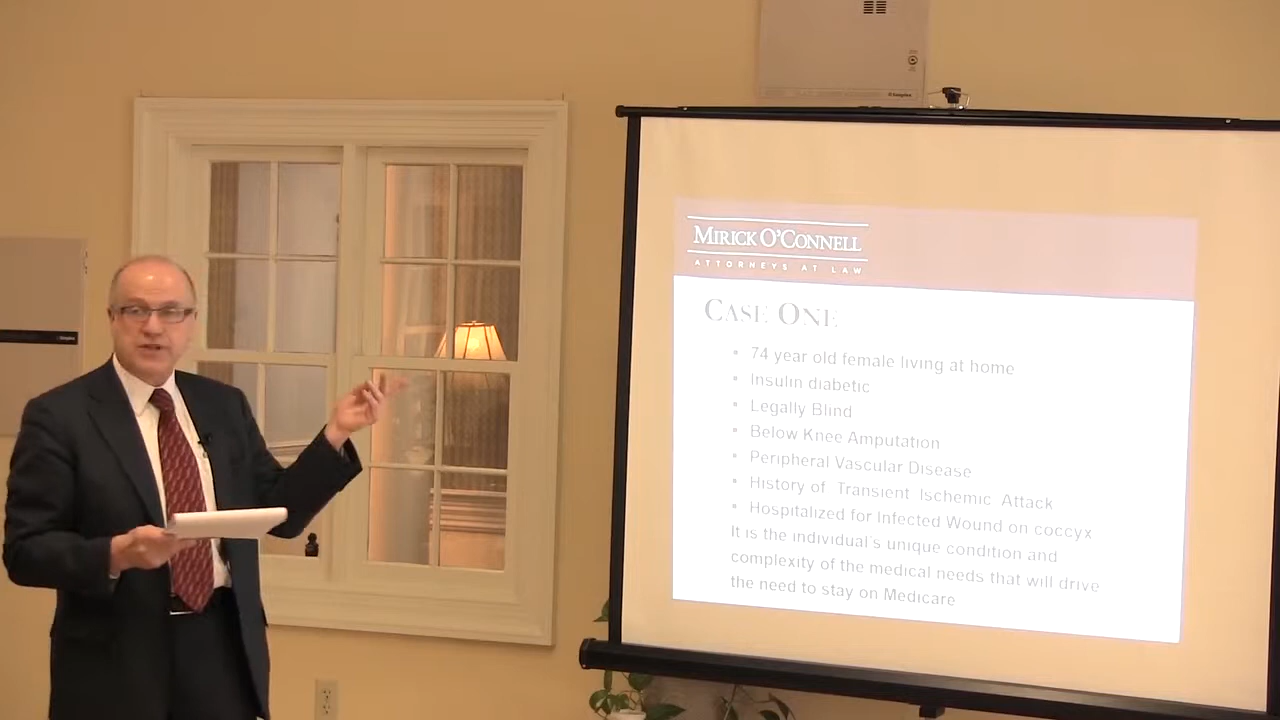 MIRICK O'CONNELL
ATTORNEYS AT LAW
CASE ONE
▪ 74 year old female living at home
▪ Insulin diabetic
▪ Legally Blind
▪ Below Knee Amputation
▪ Peripheral Vascular Disease
▪ History of Transient Ischemic Attack
▪ Hospitalized for Infected Wound on coccyx
It is the individual's unique condition and
complexity of the medical needs that will drive
the need to stay on Medicare